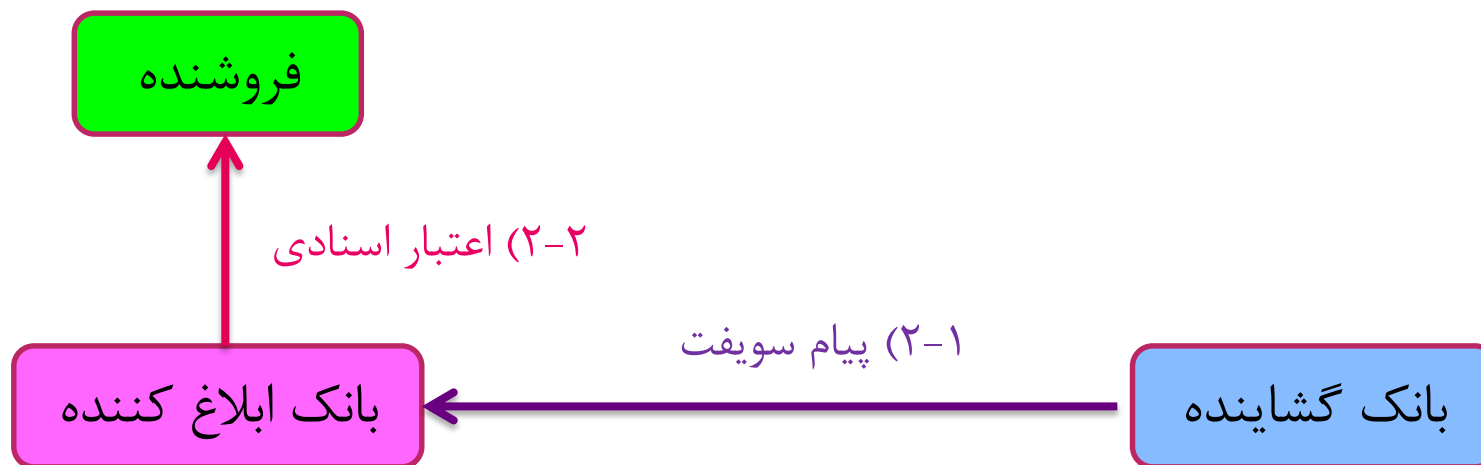 فروشنده
۲-۲) اعتبار اسنادی
۲-۱) پیام سویفت
بانک گشاینده
بانک ابلاغ کننده